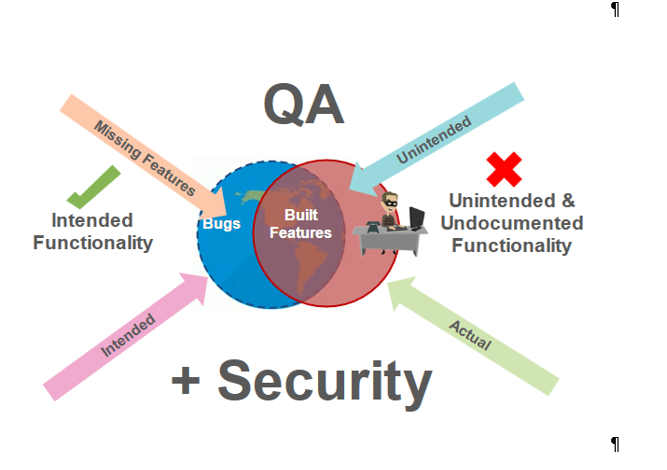 ¶
QA
Missing Features
Unintended
Intended
Functionality
Bugs
Built
Features
Unintended &
Undocumented
Functionality
Intended
Actual
+ Security
¶